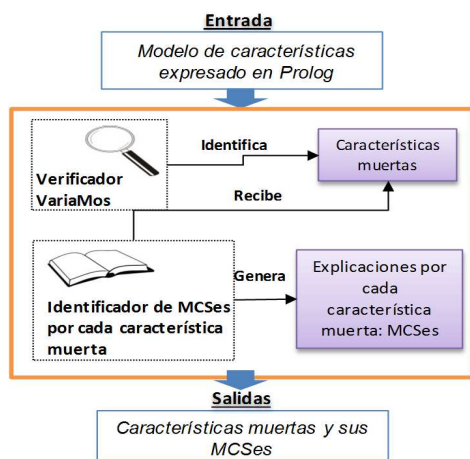 Entrada
Modelo de características
expresado en Prolog
Identifica
Características
muertas
Verificador
VariaMos
Recibe
Genera
Explicaciones por
cada
característica
muerta: MCSes
Identificador de MCSes
por cada característica
muerta
Salidas
Características muertas y sus
MCSes